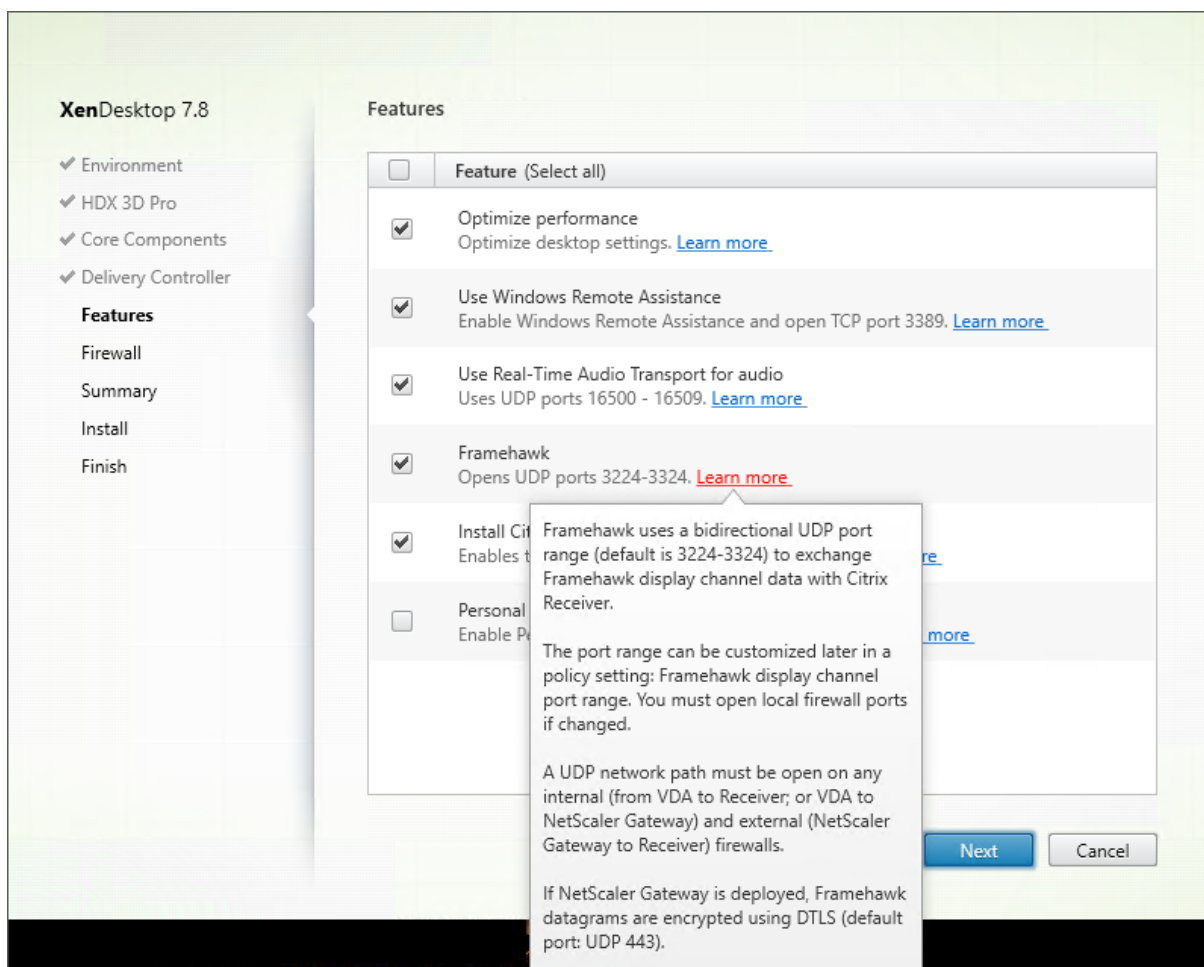 XenDesktop 7.8
Environment
HDX 3D Pro
Core Components
Delivery Controller
Features
Firewall
Summary
Install
Finish
Features
Feature (Select all)
Optimize performance
Optimize desktop settings. Learn more
Use Windows Remote Assistance
Enable Windows Remote Assistance and open TCP port 3389. Learn more
Use Real-Time Audio Transport for audio
Uses UDP ports 16500 - 16509. Learn more
Framehawk
Opens UDP ports 3224-3324. Learn more
Install
Enables
Personal
Enable
more
Framehawk uses a bidirectional UDP port
range (default is 3224-3324) to exchange
Framehawk display channel data with Citrix
Receiver.
The port range can be customized later in a
policy setting: Framehawk display channel
port range. You must open local firewall ports
if changed.
A UDP network path must be open on any
internal (from VDA to Receiver; or VDA to
NetScaler Gateway) and external (NetScaler
Gateway to Receiver) firewalls.
If NetScaler Gateway is deployed, Framehawk
datagrams are encrypted using DTLS (default
port: UDP 443).
Next
Cancel